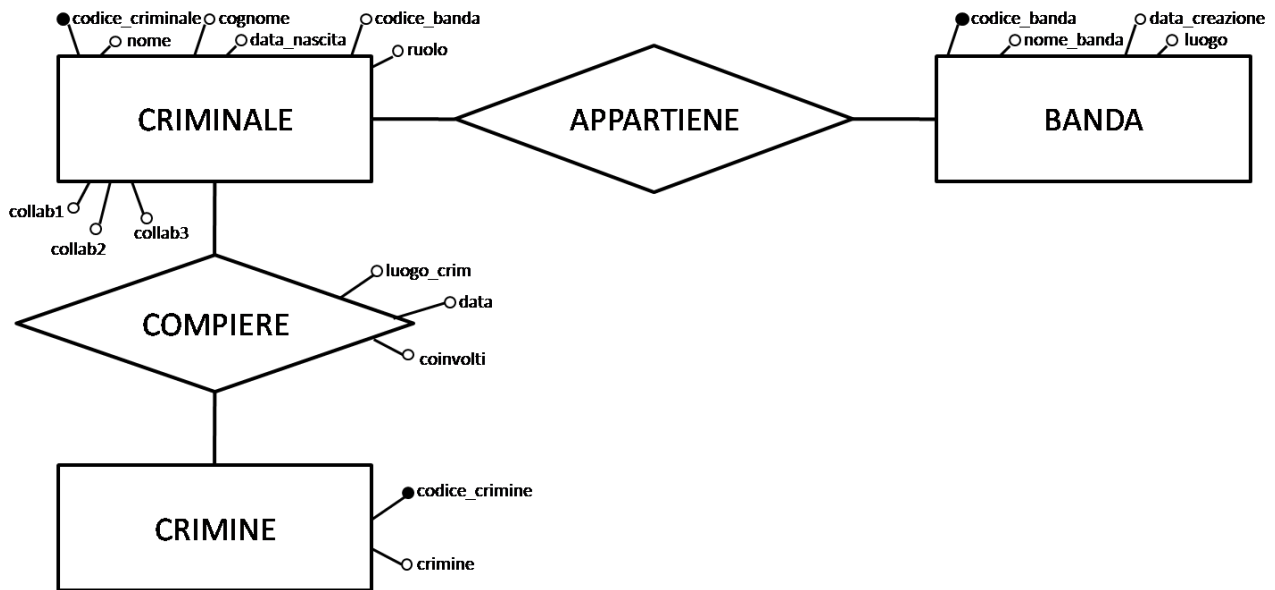 codice_criminale
cognome
codice_banda
nome
data_nascita
ruolo
codice_banda
data_creazione
nome_banda
luogo
CRIMINALE
APPARTIENE
BANDA
collab1
collab2
collab3
luogo_crim
data
COMPIERE
coinvolti
codice_crimine
CRIMINE
crimine